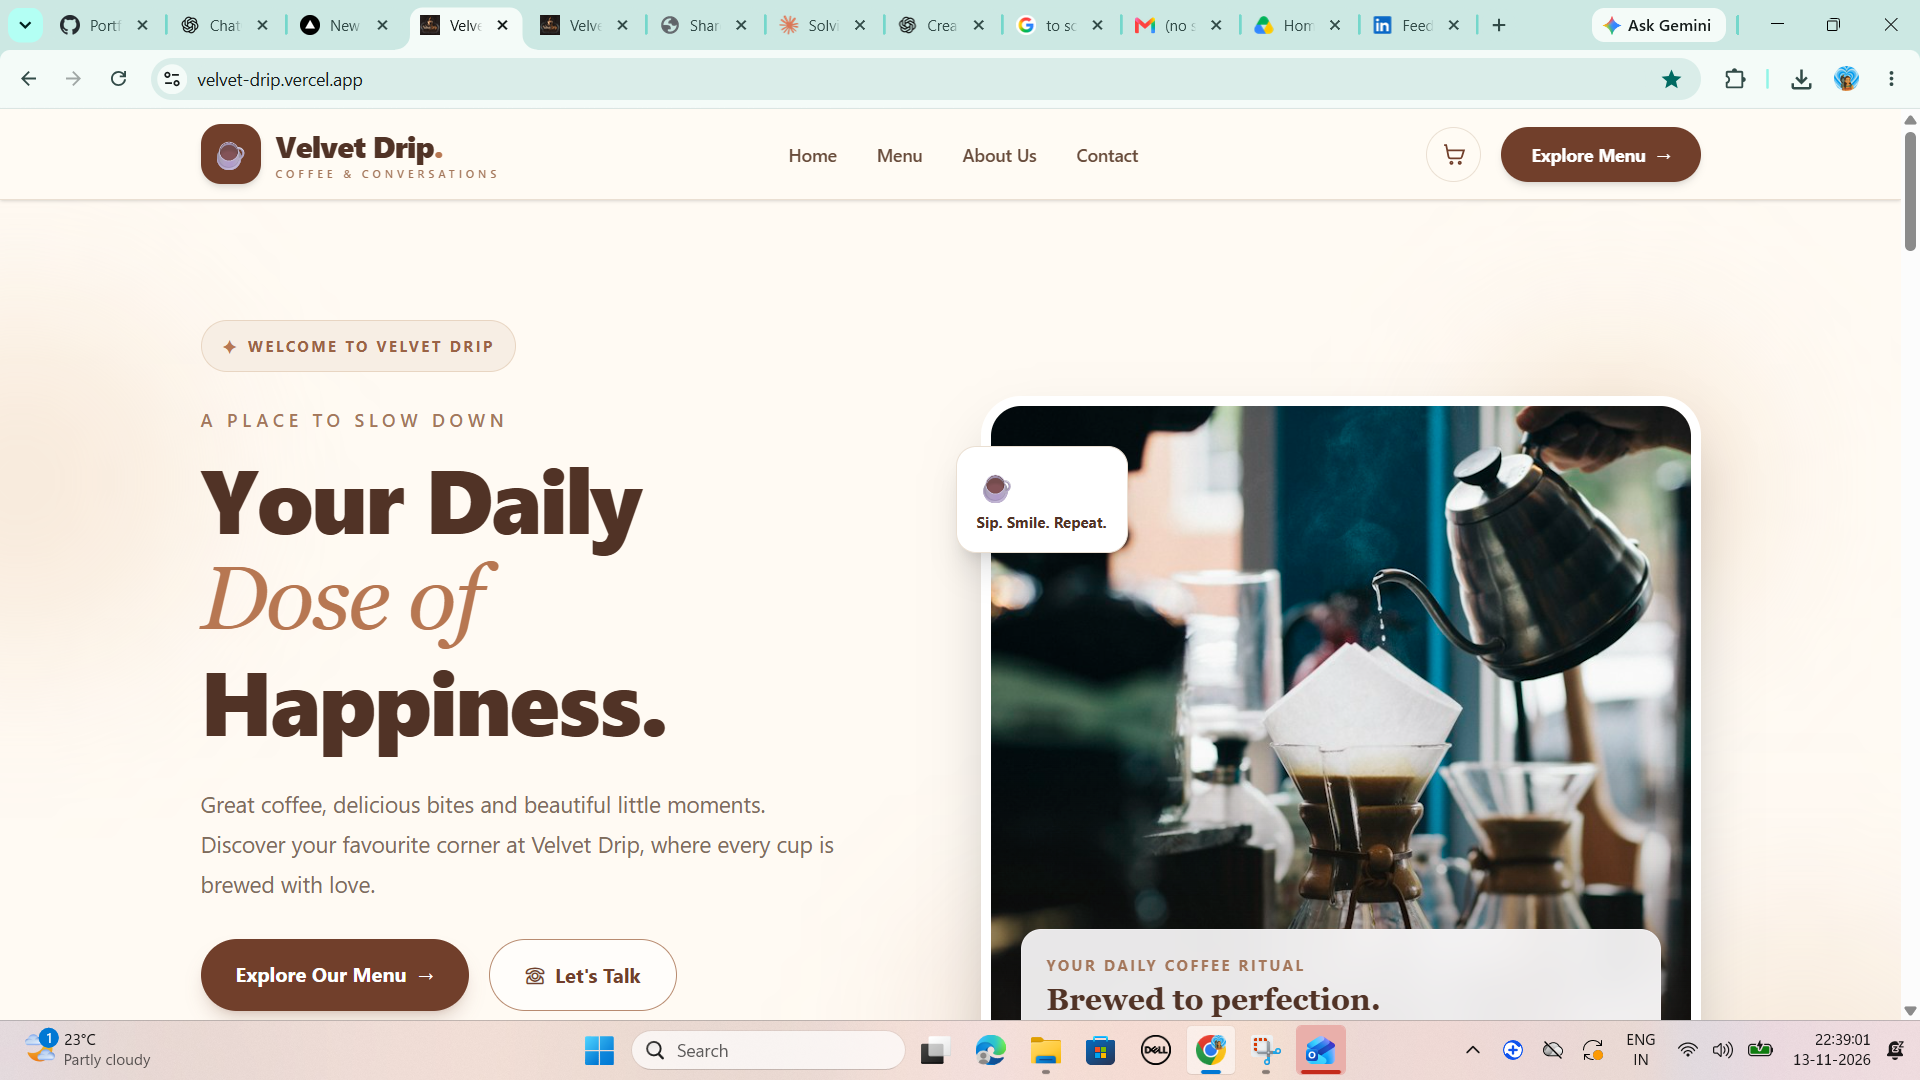 Portf
Chat
New
Velve
Velve
Shar
Solvi
Crea
to sc
(no s
Hom
Feed
Ask Gemini
velvet-drip.vercel.app
Velvet Drip.
COFFEE & CONVERSATIONS
Home
Menu
About Us
Contact
Explore Menu →
✦ WELCOME TO VELVET DRIP
A PLACE TO SLOW DOWN
Your Daily
Dose of
Happiness.
Great coffee, delicious bites and beautiful little moments.
Discover your favourite corner at Velvet Drip, where every cup is
brewed with love.
Explore Our Menu →
☎ Let's Talk
Sip. Smile. Repeat.
YOUR DAILY COFFEE RITUAL
Brewed to perfection.
1
23°C
Partly cloudy
Search
DELL
ENG
IN
22:39:01
13-11-2026